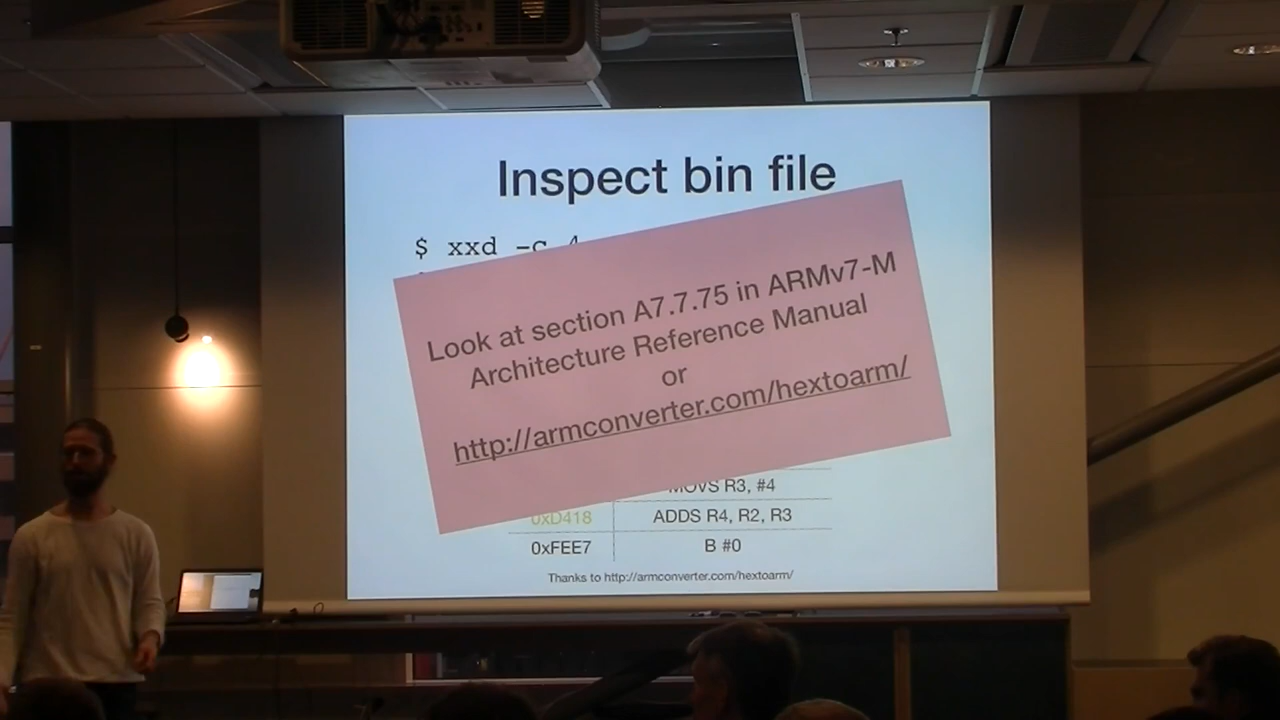 Inspect bin file
$ xxd -c 4
Look at section A7.7.75 in ARMv7-M
Architecture Reference Manual
or
http://armconverter.com/hextoarm/
MOVS R3, #4
0xD418 ADDS R4, R2, R3
0xFEE7 B #0
Thanks to http://armconverter.com/hextoarm/